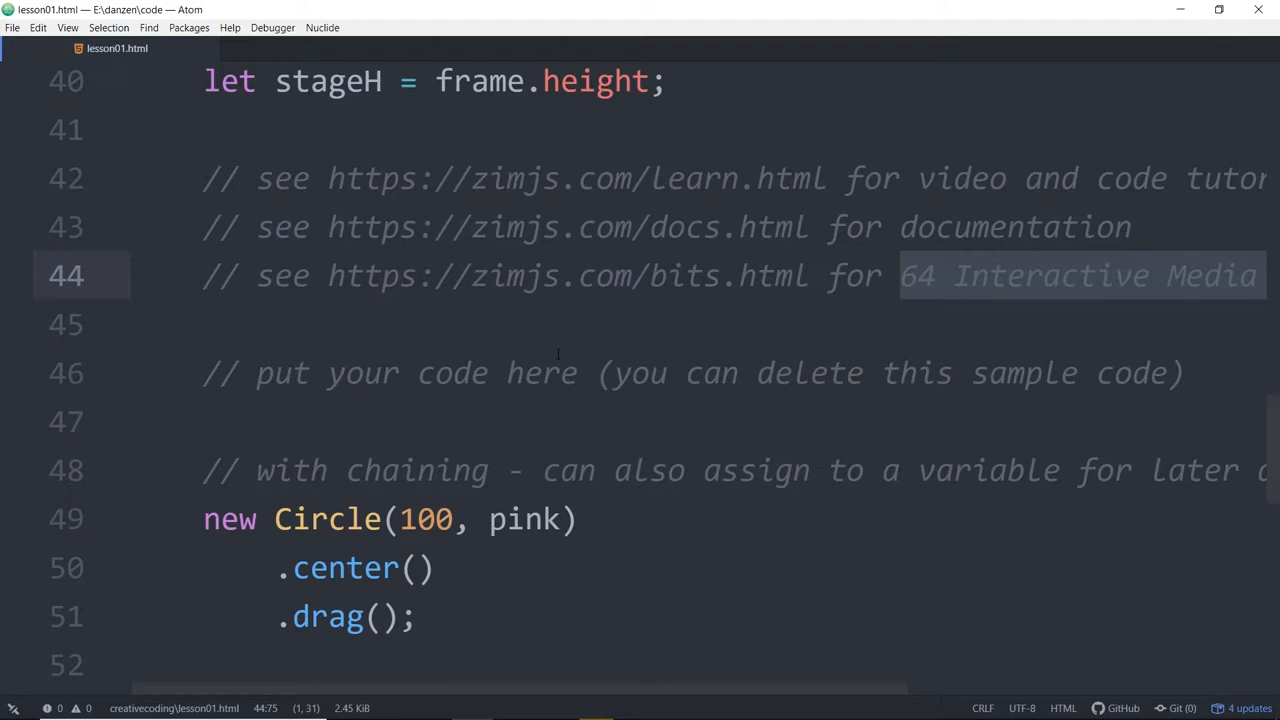 lesson01.html — E:\danzen\code — Atom
File Edit View Selection Find Packages Help Debugger Nuclide
lesson01.html
40 let stageH = frame.height;
41
42 // see https://zimjs.com/learn.html for video and code tutor
43 // see https://zimjs.com/docs.html for documentation
44 // see https://zimjs.com/bits.html for 64 Interactive Media
45
46 // put your code here (you can delete this sample code)
47
48 // with chaining - can also assign to a variable for later
49 new Circle(100, pink)
50 .center()
51 .drag();
52
0 0 creativecoding\lesson01.html 44:75 (1, 31) 2.45 KiB CRLF UTF-8 HTML GitHub Git (0) 4 updates